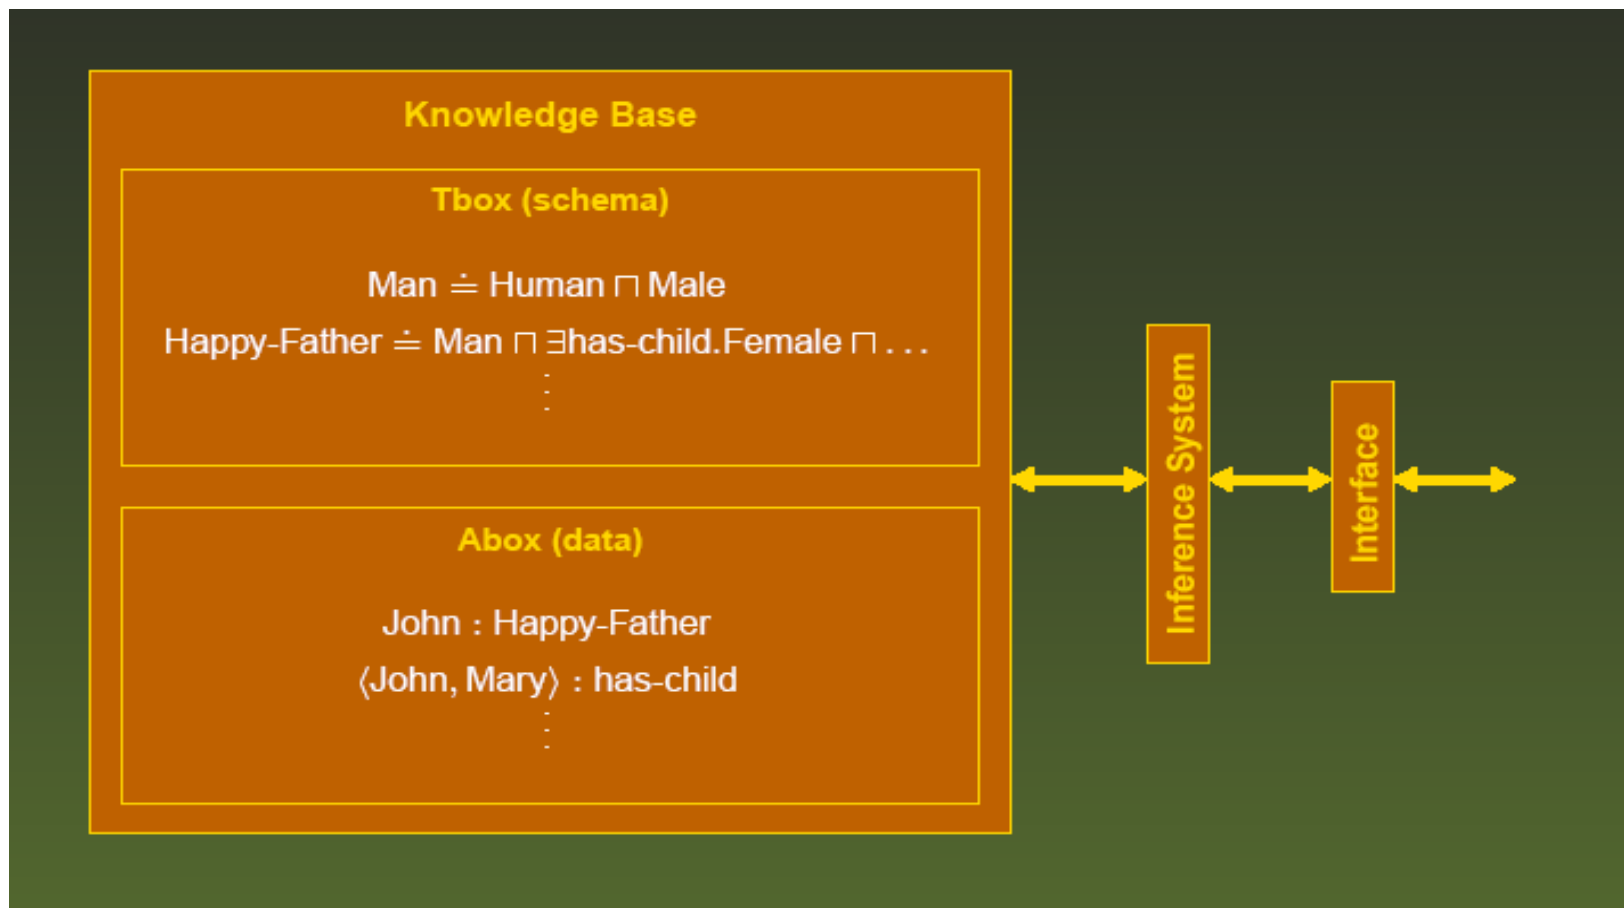 Knowledge Base
Tbox (schema)
Man ≐ Human ⊓ Male
Happy-Father ≐ Man ⊓ ∃has-child.Female ⊓ . . .
⋮
Abox (data)
John : Happy-Father
⟨John, Mary⟩ : has-child
⋮
Inference System
Interface